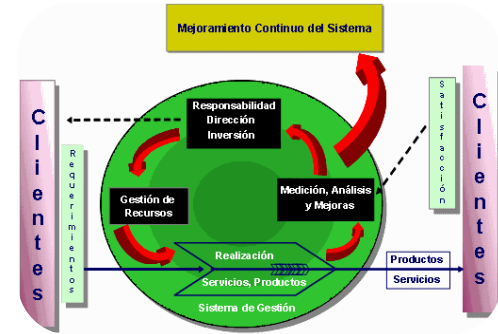 Mejoramiento Continuo del Sistema
Clientes
Requerimientos
Responsabilidad
Dirección
Inversión
Gestión de
Recursos
Medición, Análisis
y Mejoras
Realización
Servicios, Productos
Sistema de Gestión
Productos
Servicios
Satisfacción
Clientes